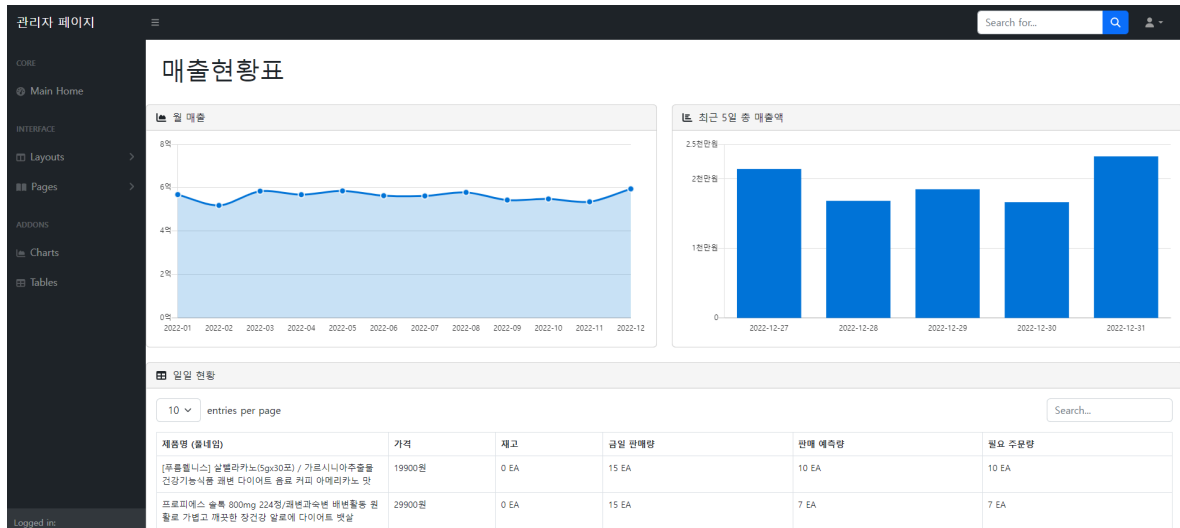 관리자 페이지
Search for...
CORE
Main Home
INTERFACE
Layouts
Pages
ADDONS
Charts
Tables
Logged in:
매출현황표
월 매출
8억
6억
4억
2억
0억
2022-01 2022-02 2022-03 2022-04 2022-05 2022-06 2022-07 2022-08 2022-09 2022-10 2022-11 2022-12
최근 5일 총 매출액
2.5천만원
2천만원
1천만원
0
2022-12-27 2022-12-28 2022-12-29 2022-12-30 2022-12-31
일일 현황
10 entries per page
Search...
제품명 (풀네임) 가격 재고 금일 판매량 판매 예측량 필요 주문량
[푸름웰니스] 살뺄라카노(5gx30포) / 가르시니아추출물 19900원 0 EA 15 EA 10 EA 10 EA
건강기능식품 쾌변 다이어트 음료 커피 아메리카노 맛
프로피에스 솔톡 800mg 224정/쾌변과숙변 배변활동 원 29900원 0 EA 15 EA 7 EA 7 EA
활로 가볍고 깨끗한 장건강 알로에 다이어트 뱃살